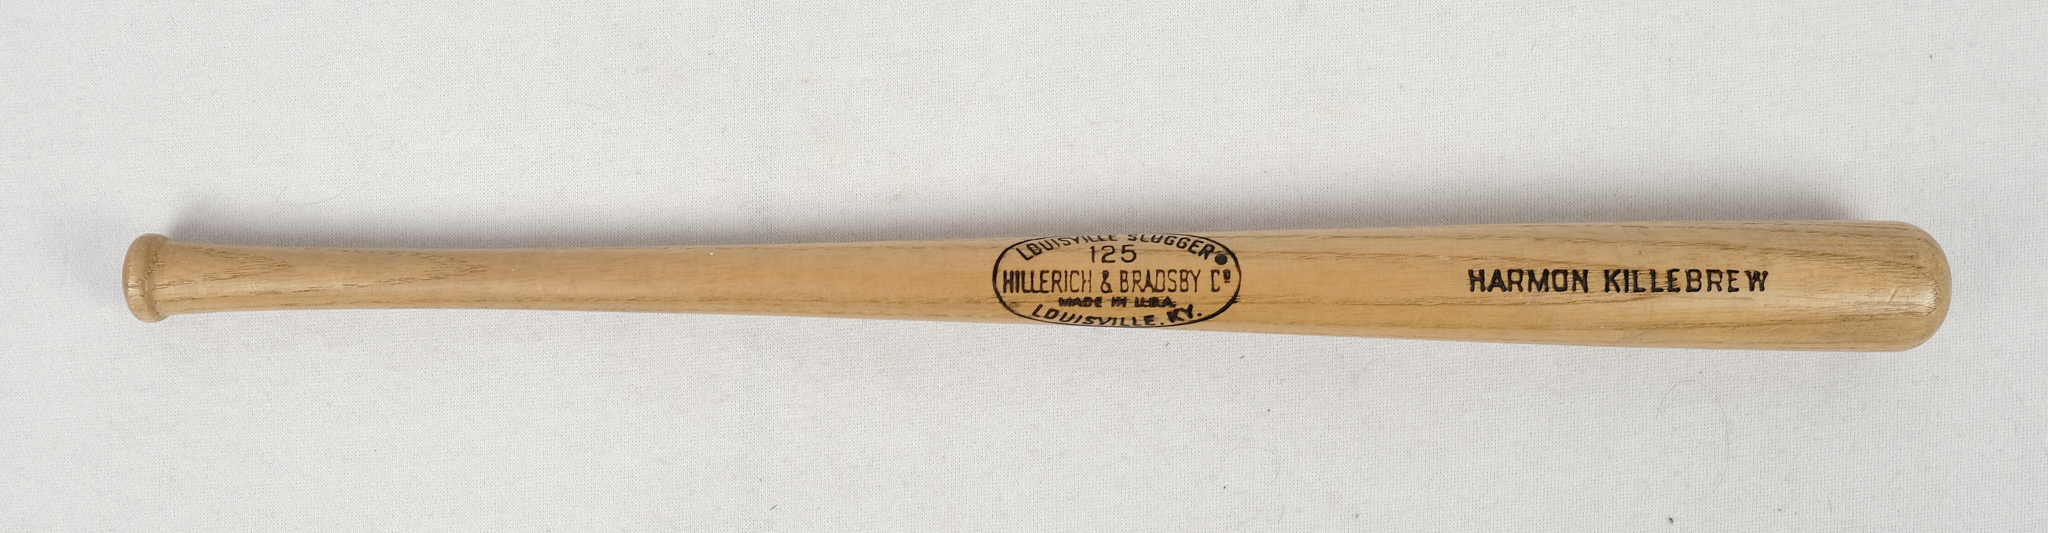 LOUISVILLE SLUGGER
125
HILLERICH & BRADSBY Cº
MADE IN U.S.A.
LOUISVILLE, KY.
HARMON KILLEBREW